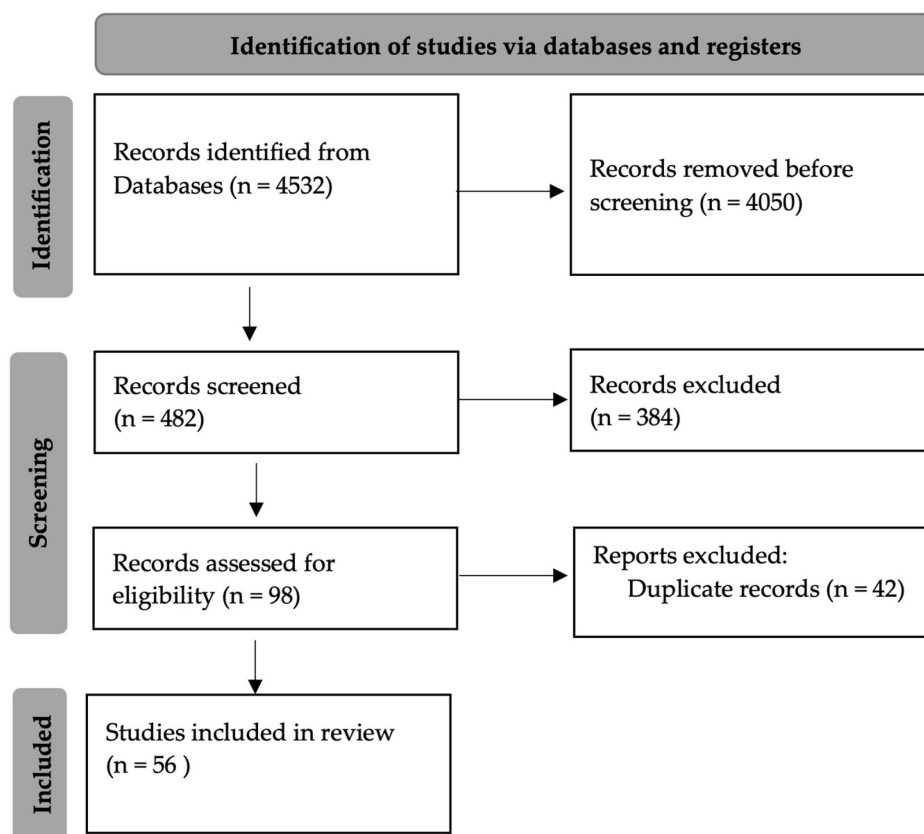 Identification of studies via databases and registers
Identification
Records identified from
Databases (n = 4532)
Records removed before
screening (n = 4050)
Screening
Records screened
(n = 482)
Records excluded
(n = 384)
Records assessed for
eligibility (n = 98)
Reports excluded:
Duplicate records (n = 42)
Included
Studies included in review
(n = 56 )